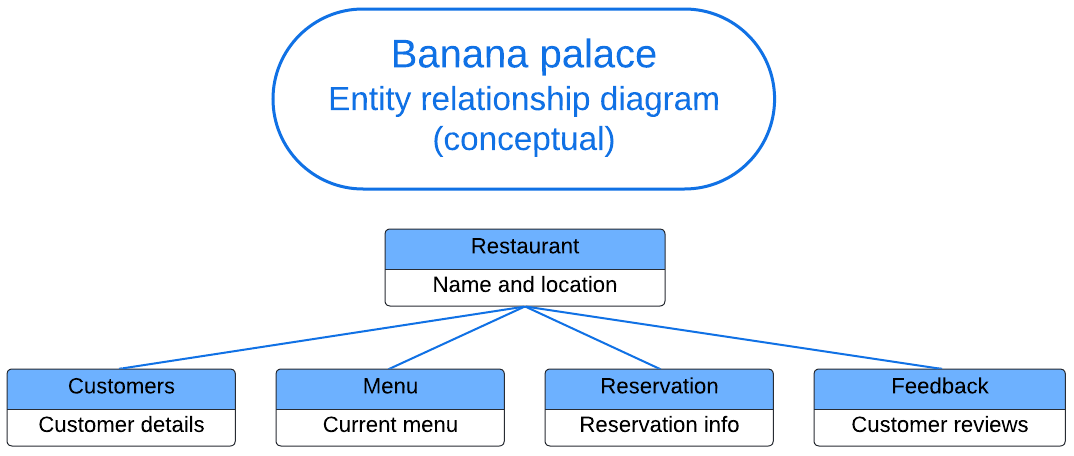 Banana palace
Entity relationship diagram
(conceptual)
Restaurant
Name and location
Customers
Customer details
Menu
Current menu
Reservation
Reservation info
Feedback
Customer reviews